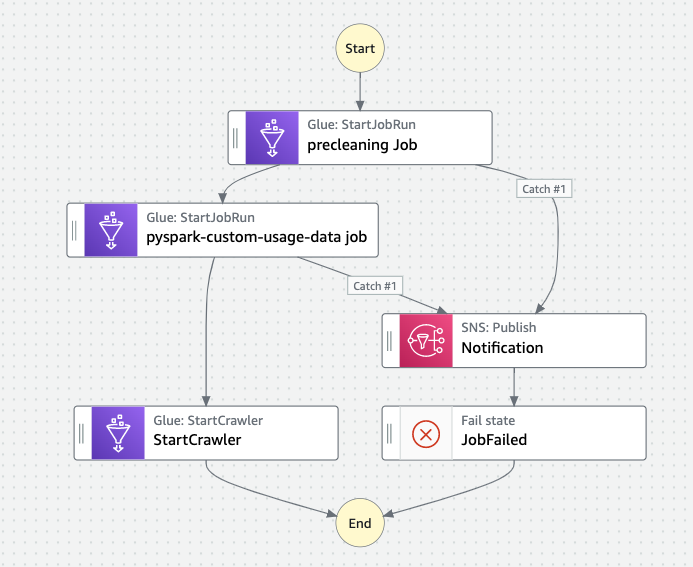 Start
Glue: StartJobRun
precleaning Job
Catch #1
Glue: StartJobRun
pyspark-custom-usage-data job
Catch #1
SNS: Publish
Notification
Glue: StartCrawler
StartCrawler
Fail state
JobFailed
End